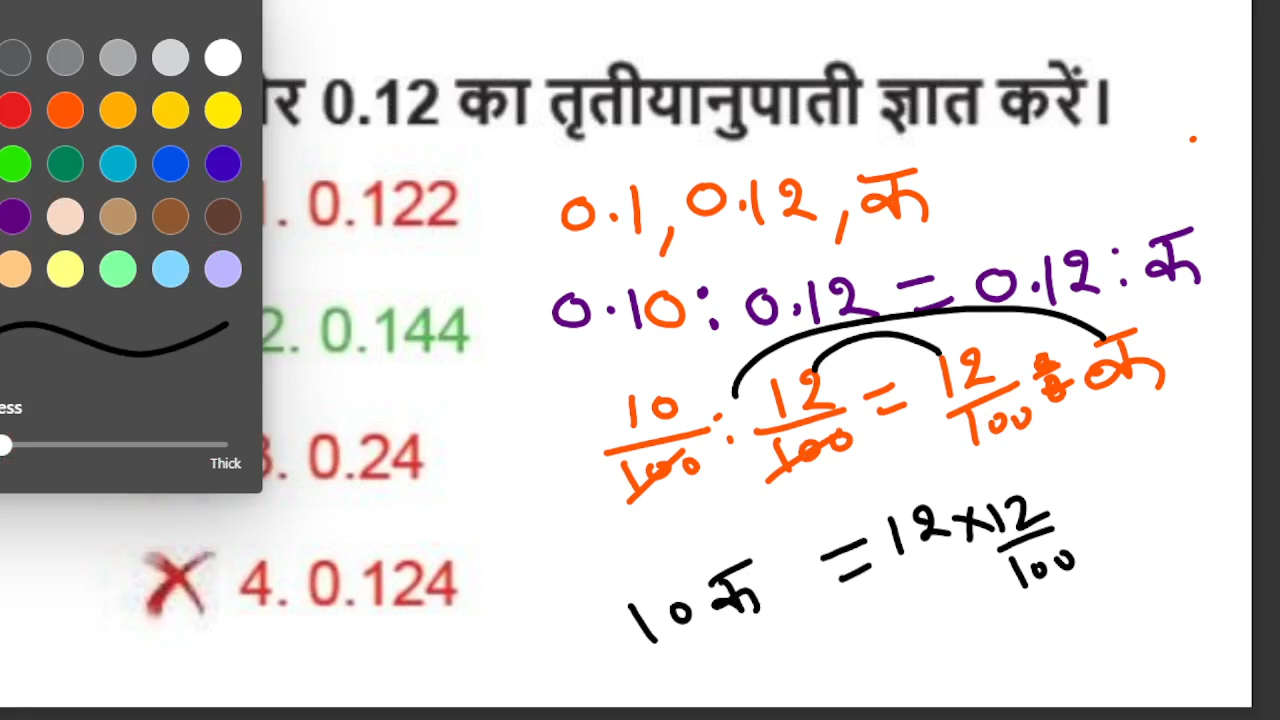 0.12 का तृतीयानुपाती ज्ञात करें।
1. 0.122
2. 0.144
3. 0.24
4. 0.124
0.1, 0.12, क
0.10 : 0.12 = 0.12 : क
10/100 : 12/100 = 12/100 : क
10क = 12 × 12/100
Thick